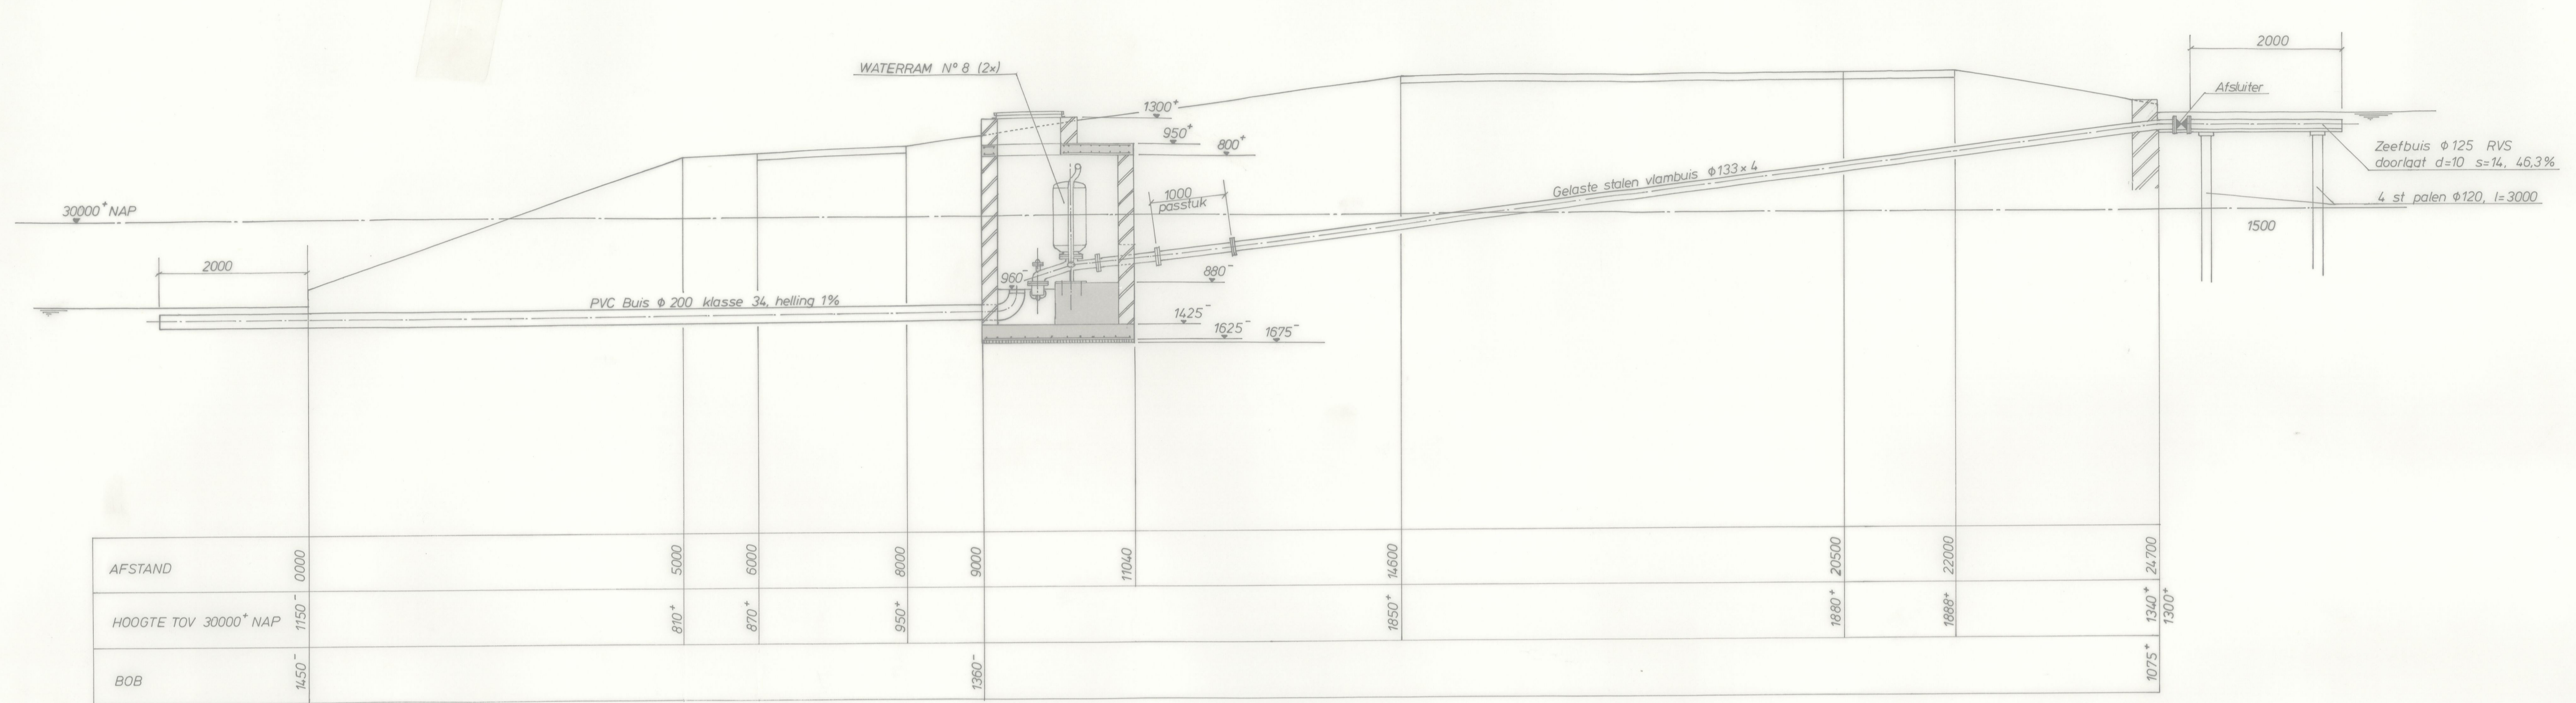 2000
WATERRAM Nº 8 (2x)
Afsluiter
1300⁺
950⁺
800⁺
Zeefbuis ϕ 125 RVS
doorlaat d=10 s=14, 46,3%
Gelaste stalen vlambuis ϕ133×4
1000
passtuk
4 st palen ϕ120, l=3000
30000⁺ NAP
1500
2000
960⁻
880⁻
PVC Buis ϕ 200 klasse 34, helling 1%
1425⁻
1625⁻
1675⁻
AFSTAND 0000 5000 6000 8000 9000 11040 14600 20500 22000 24700
HOOGTE TOV 30000⁺ NAP 1150⁻ 810⁺ 870⁺ 950⁺ 1850⁺ 1880⁺ 1888⁺ 1340⁺ 1300⁺
BOB 1450⁻ 1360⁻ 1075⁺